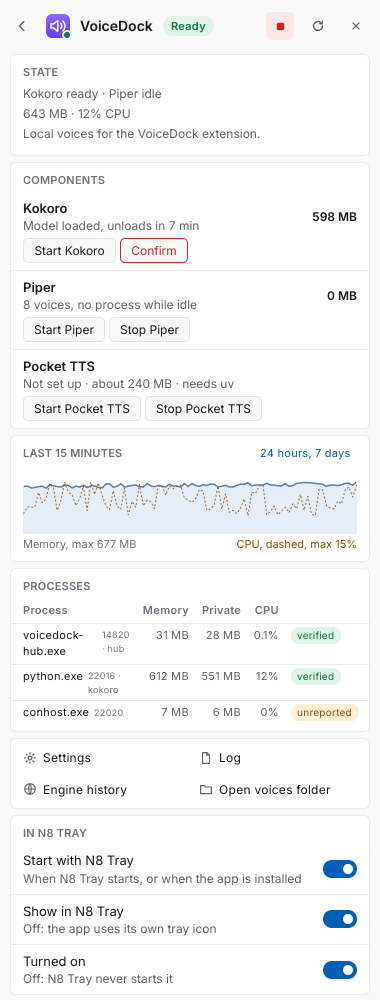 VoiceDock Ready
STATE
Kokoro ready · Piper idle
643 MB · 12% CPU
Local voices for the VoiceDock extension.
COMPONENTS
Kokoro
Model loaded, unloads in 7 min
598 MB
Start Kokoro Confirm
Piper
8 voices, no process while idle
0 MB
Start Piper Stop Piper
Pocket TTS
Not set up · about 240 MB · needs uv
Start Pocket TTS Stop Pocket TTS
LAST 15 MINUTES 24 hours, 7 days
Memory, max 677 MB CPU, dashed, max 15%
PROCESSES
Process Memory Private CPU
voicedock-hub.exe 14820 · hub 31 MB 28 MB 0.1% verified
python.exe 22016 · kokoro 612 MB 551 MB 12% verified
conhost.exe 22020 7 MB 6 MB 0% unreported
Settings Log
Engine history Open voices folder
IN N8 TRAY
Start with N8 Tray
When N8 Tray starts, or when the app is installed
Show in N8 Tray
Off: the app uses its own tray icon
Turned on
Off: N8 Tray never starts it